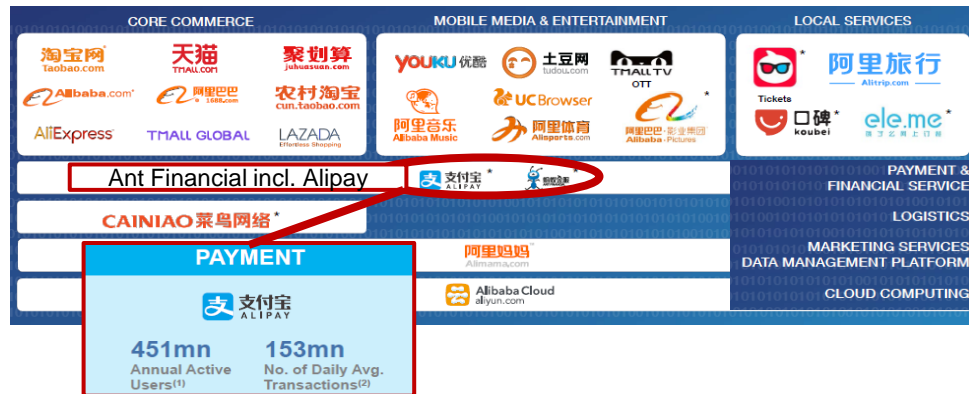 CORE COMMERCE
MOBILE MEDIA & ENTERTAINMENT
LOCAL SERVICES
淘宝网
Taobao.com
天猫
TMALL.COM
聚划算
juhuasuan.com
YOUKU 优酷
土豆网
tudou.com
TMALL TV
OTT
*
Tickets
阿里旅行
Alitrip.com
*
Alibaba.com
阿里巴巴
1688.com
农村淘宝
cun.taobao.com
阿里音乐
Alibaba Music
UC Browser
阿里体育
Alisports.com
*
阿里巴巴·影业集团
Alibaba·Pictures
口碑*
koubei
ele.me*
AliExpress
TMALL GLOBAL
LAZADA
Effortless Shopping
Ant Financial incl. Alipay
支付宝*
ALIPAY
*
PAYMENT &
FINANCIAL SERVICE
CAINIAO 菜鸟网络*
LOGISTICS
阿里妈妈
Alimama.com
MARKETING SERVICES
DATA MANAGEMENT PLATFORM
Alibaba Cloud
aliyun.com
CLOUD COMPUTING
PAYMENT
支付宝
ALIPAY
451mn
Annual Active
Users(1)
153mn
No. of Daily Avg.
Transactions(2)